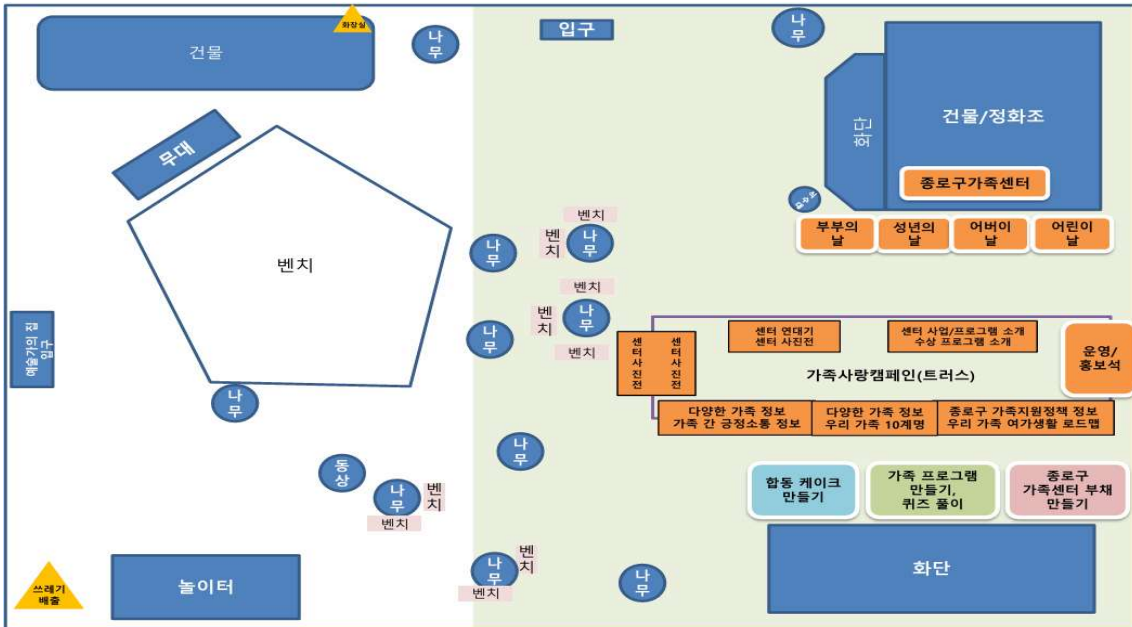 화장실
건물
나
무
입구
나
무
건물/정화조
화단
종로구가족센터
무대
부부의
날
성년의
날
어버이
날
어린이
날
벤치
벤치
나
무
나
무
벤치
벤치
벤치
나
무
벤치
나
무
예술가의 집
입구
센터사진전
센터사진전
센터 연대기
센터 사진전
센터 사업/프로그램 소개
수상 프로그램 소개
운영/
홍보석
가족사랑캠페인(트러스)
나
무
다양한 가족 정보
가족 간 긍정소통 정보
다양한 가족 정보
우리 가족 10계명
종로구 가족지원정책 정보
우리 가족 여가생활 로드맵
나
무
동
상
나
무
벤치
벤치
합동 케이크
만들기
가족 프로그램
만들기,
퀴즈 풀이
종로구
가족센터 부채
만들기
쓰레기
배출
놀이터
나
무
벤치
벤치
나
무
화단